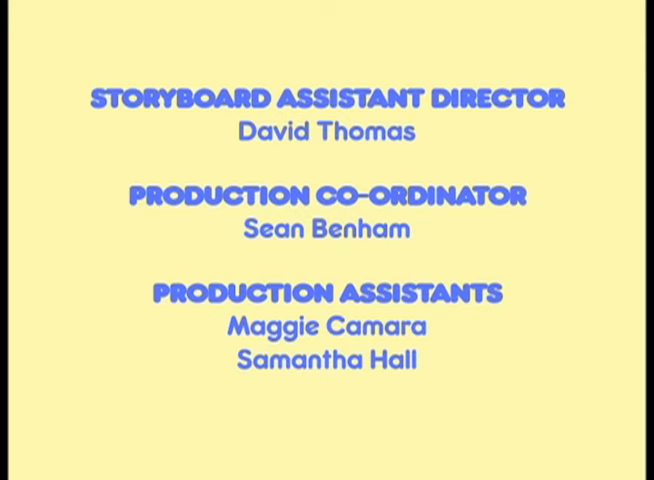 STORYBOARD ASSISTANT DIRECTOR
David Thomas
PRODUCTION CO-ORDINATOR
Sean Benham
PRODUCTION ASSISTANTS
Maggie Camara
Samantha Hall